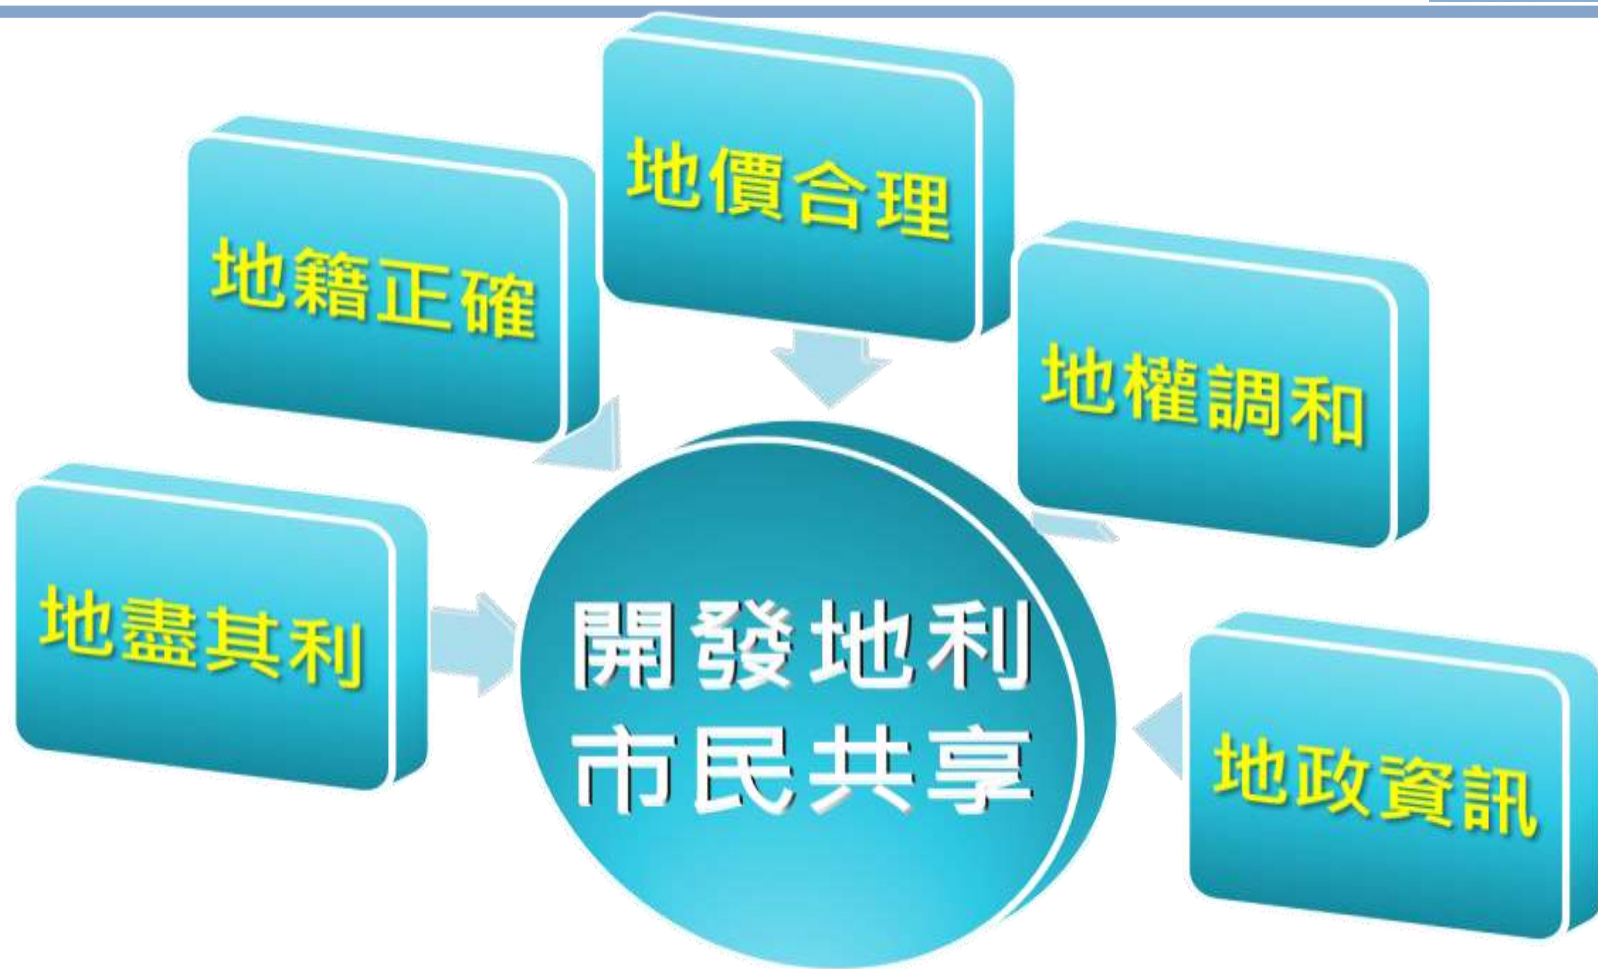 地價合理
地籍正確
地權調和
地盡其利
開發地利
市民共享
地政資訊